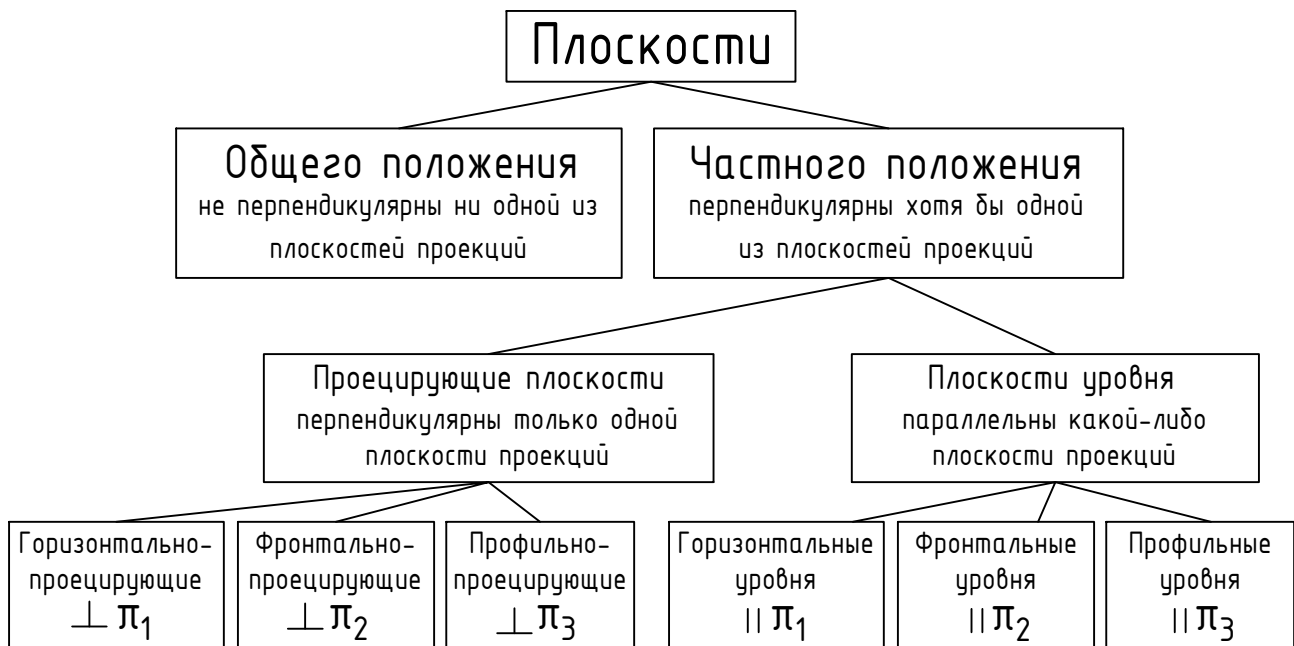 Плоскости
Общего положения
не перпендикулярны ни одной из
плоскостей проекций
Частного положения
перпендикулярны хотя бы одной
из плоскостей проекций
Проецирующие плоскости
перпендикулярны только одной
плоскости проекций
Плоскости уровня
параллельны какой-либо
плоскости проекций
Горизонтально-
проецирующие
⊥ π₁
Фронтально-
проецирующие
⊥ π₂
Профильно-
проецирующие
⊥ π₃
Горизонтальные
уровня
|| π₁
Фронтальные
уровня
|| π₂
Профильные
уровня
|| π₃